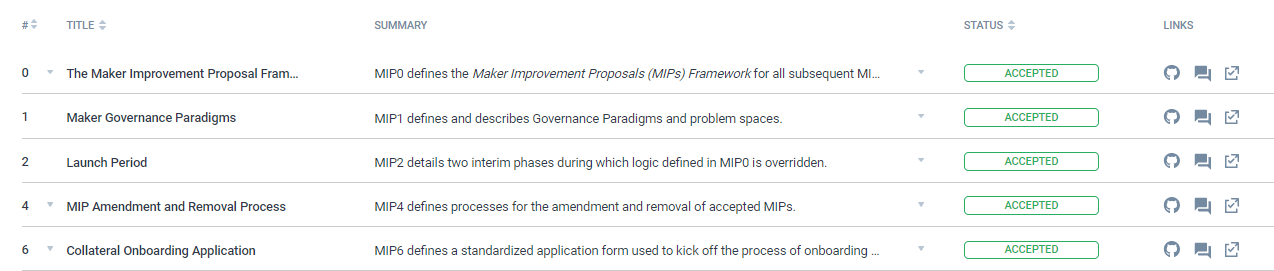 # TITLE SUMMARY STATUS LINKS
0 The Maker Improvement Proposal Fram... MIP0 defines the Maker Improvement Proposals (MIPs) Framework for all subsequent MI... ACCEPTED
1 Maker Governance Paradigms MIP1 defines and describes Governance Paradigms and problem spaces. ACCEPTED
2 Launch Period MIP2 details two interim phases during which logic defined in MIP0 is overridden. ACCEPTED
4 MIP Amendment and Removal Process MIP4 defines processes for the amendment and removal of accepted MIPs. ACCEPTED
6 Collateral Onboarding Application MIP6 defines a standardized application form used to kick off the process of onboarding ... ACCEPTED